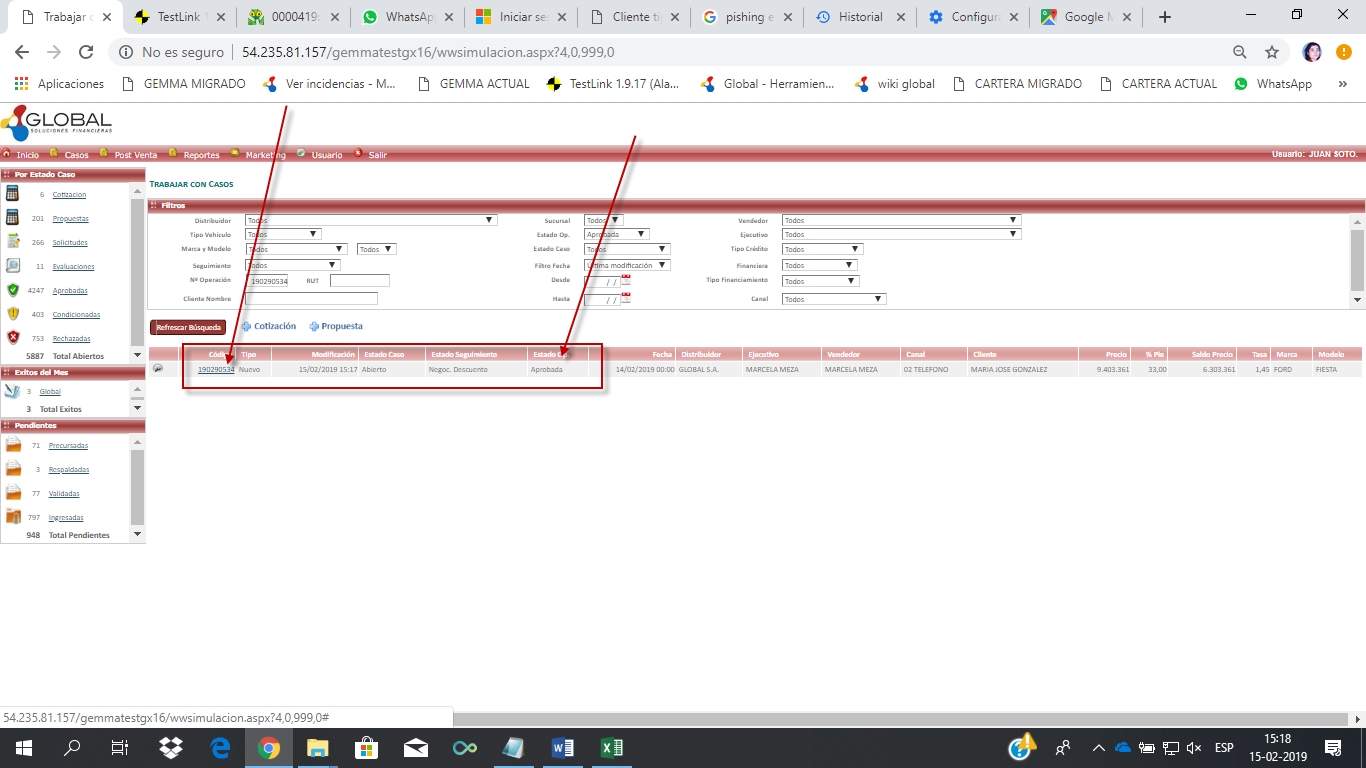 Trabajar c
TestLink 1
0000419
WhatsApp
Iniciar se
Cliente ti
pishing e
Historial
Configura
Google M
No es seguro
54.235.81.157/gemmatestgx16/wwsimulacion.aspx?4,0,999,0
Aplicaciones
GEMMA MIGRADO
Ver incidencias - M...
GEMMA ACTUAL
TestLink 1.9.17 (Ala...
Global - Herramien...
wiki global
CARTERA MIGRADO
CARTERA ACTUAL
WhatsApp
»
GLOBAL
SOLUCIONES FINANCIERAS
Inicio Casos Post Venta Reportes Marketing Usuario Salir
Usuario: JUAN SOTO.
Por Estado Caso
6 Cotizacion
201 Propuestas
266 Solicitudes
11 Evaluaciones
4247 Aprobadas
403 Condicionadas
753 Rechazadas
5887 Total Abiertos
Exitos del Mes
3 Global
3 Total Exitos
Pendientes
71 Precursadas
3 Respaldadas
77 Validadas
797 Ingresadas
948 Total Pendientes
TRABAJAR CON CASOS
Filtros
Distribuidor Todos Sucursal Todos Vendedor Todos
Tipo Vehículo Todos Estado Op. Aprobada Ejecutivo Todos
Marca y Modelo Todos Todos Estado Caso Todos Tipo Crédito Todos
Seguimiento Todos Filtro Fecha Ultima modificación Financiera Todos
Nº Operación 190290534 RUT Desde / / Tipo Financiamiento Todos
Cliente Nombre Hasta / / Canal Todos
Refrescar Búsqueda Cotización Propuesta
Tipo Modificación Estado Caso Estado Seguimiento Estado Fecha Distribuidor Ejecutivo Vendedor Canal Cliente Precio % Pie Saldo Precio Tasa Marca Modelo
190290534 Nuevo 15/02/2019 15:17 Abierto Negoc. Descuento Aprobada 14/02/2019 00:00 GLOBAL S.A. MARCELA MEZA MARCELA MEZA 02 TELEFONO MARIA JOSE GONZALEZ 9.403.361 33,00 6.303.361 1,45 FORD FIESTA
54.235.81.157/gemmatestgx16/wwsimulacion.aspx?4,0,999,0#
ESP
15:18
15-02-2019